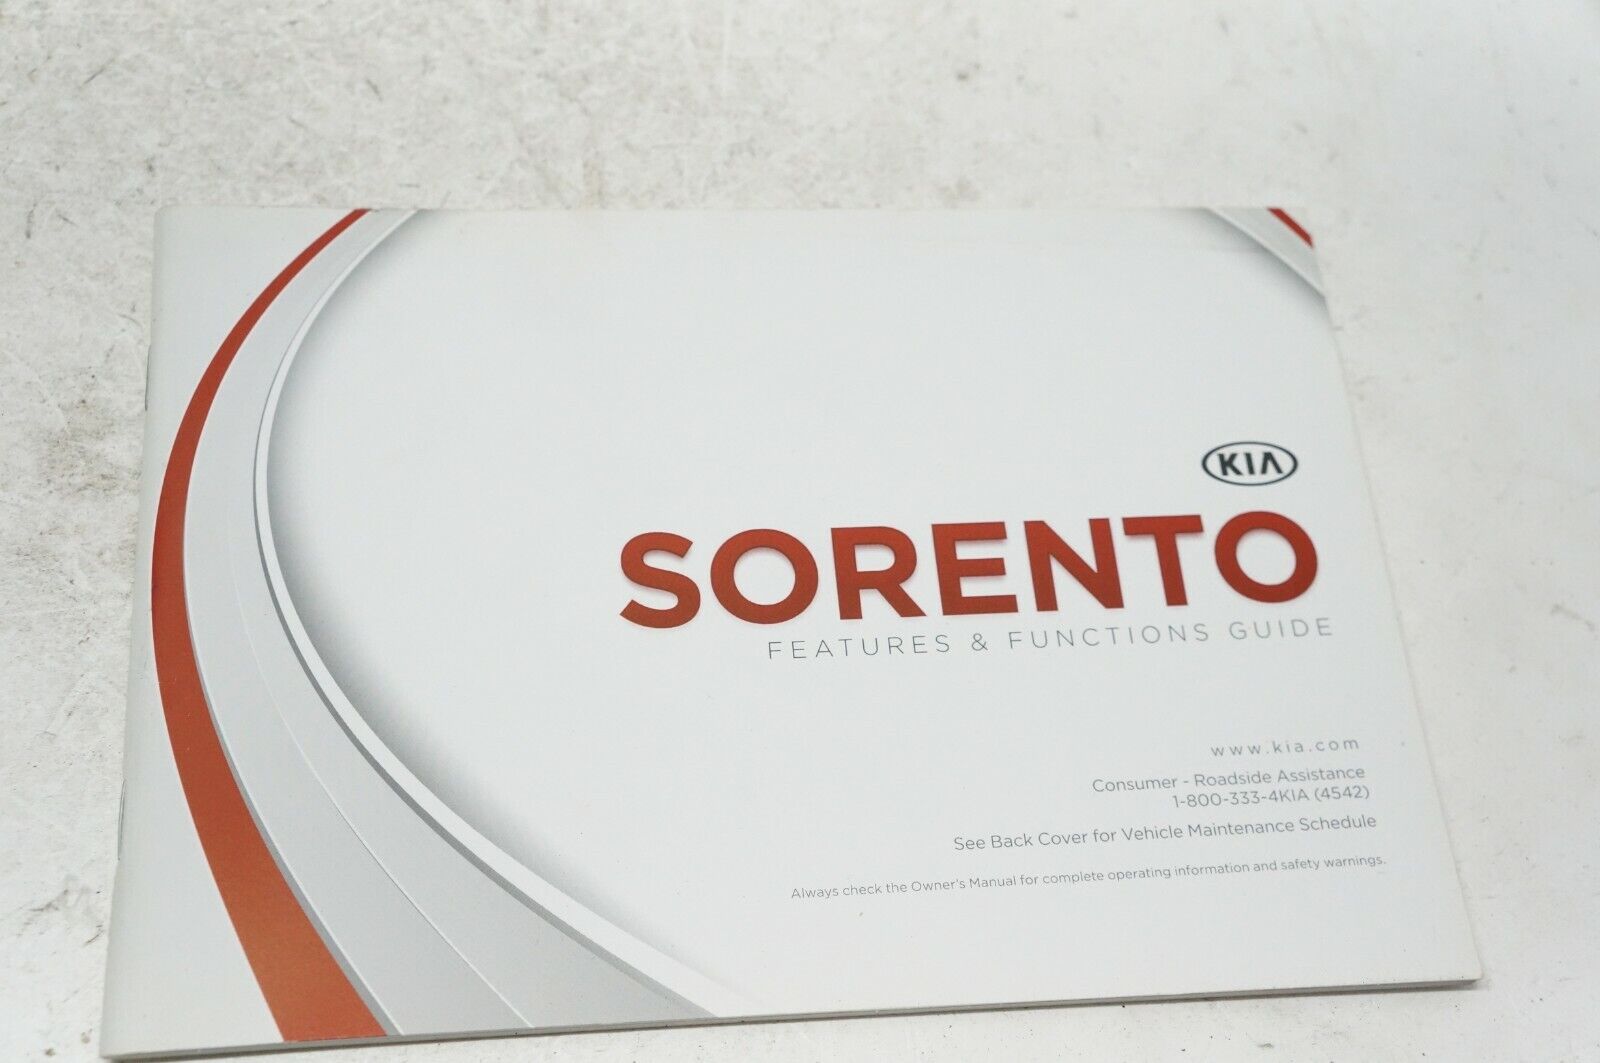 KIA
SORENTO
FEATURES & FUNCTIONS GUIDE
www.kia.com
Consumer - Roadside Assistance
1-800-333-4KIA (4542)
See Back Cover for Vehicle Maintenance Schedule
Always check the Owner's Manual for complete operating information and safety warnings.